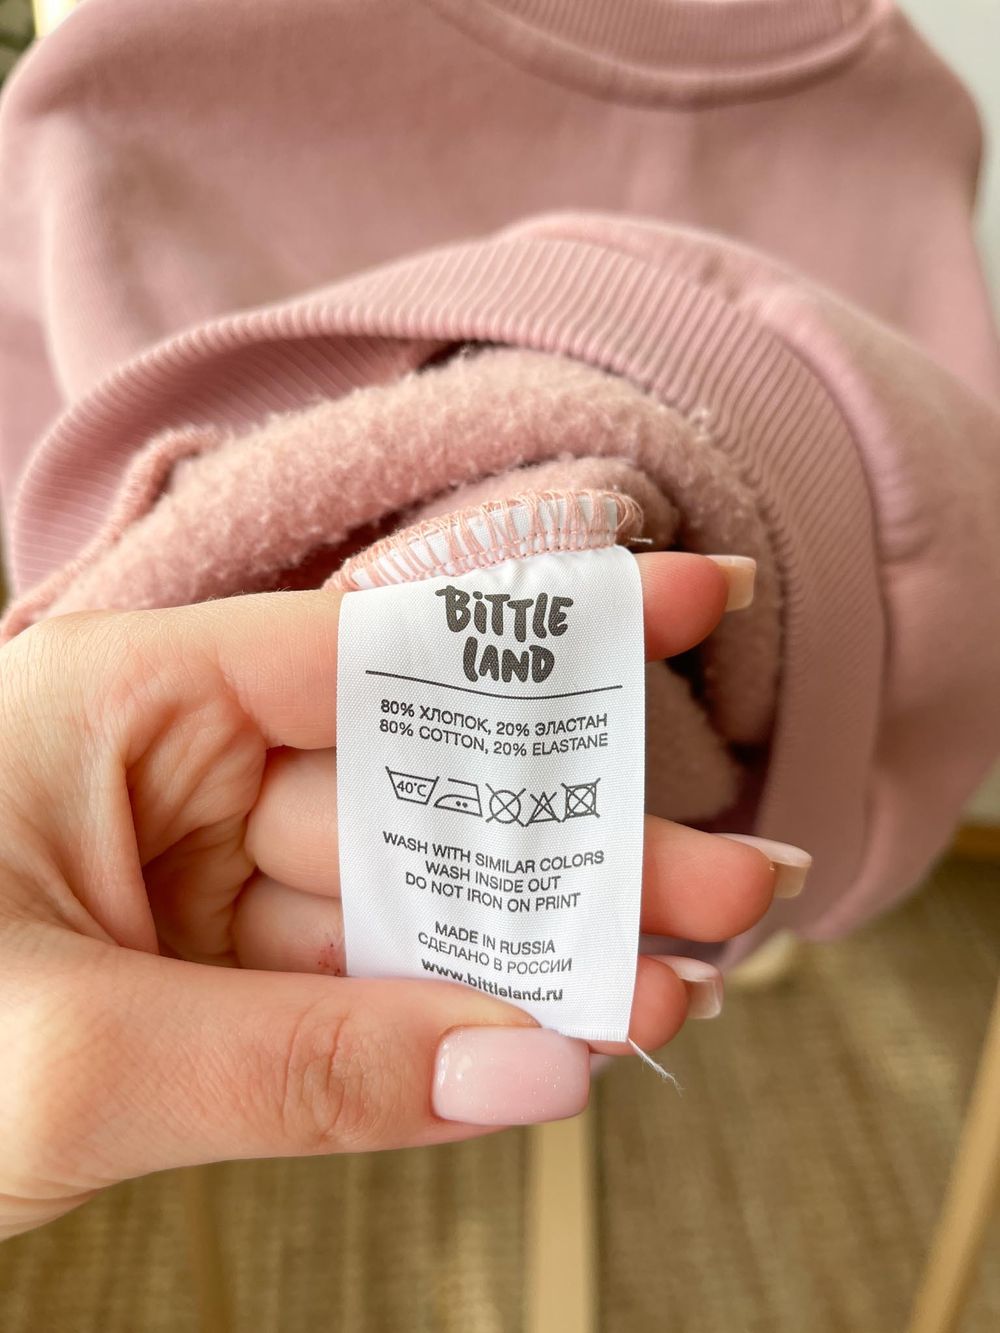 BiTTLE
LAND
80% ХЛОПОК, 20% ЭЛАСТАН
80% COTTON, 20% ELASTANE
40°C
WASH WITH SIMILAR COLORS
WASH INSIDE OUT
DO NOT IRON ON PRINT
MADE IN RUSSIA
СДЕЛАНО В РОССИИ
www.bittleland.ru